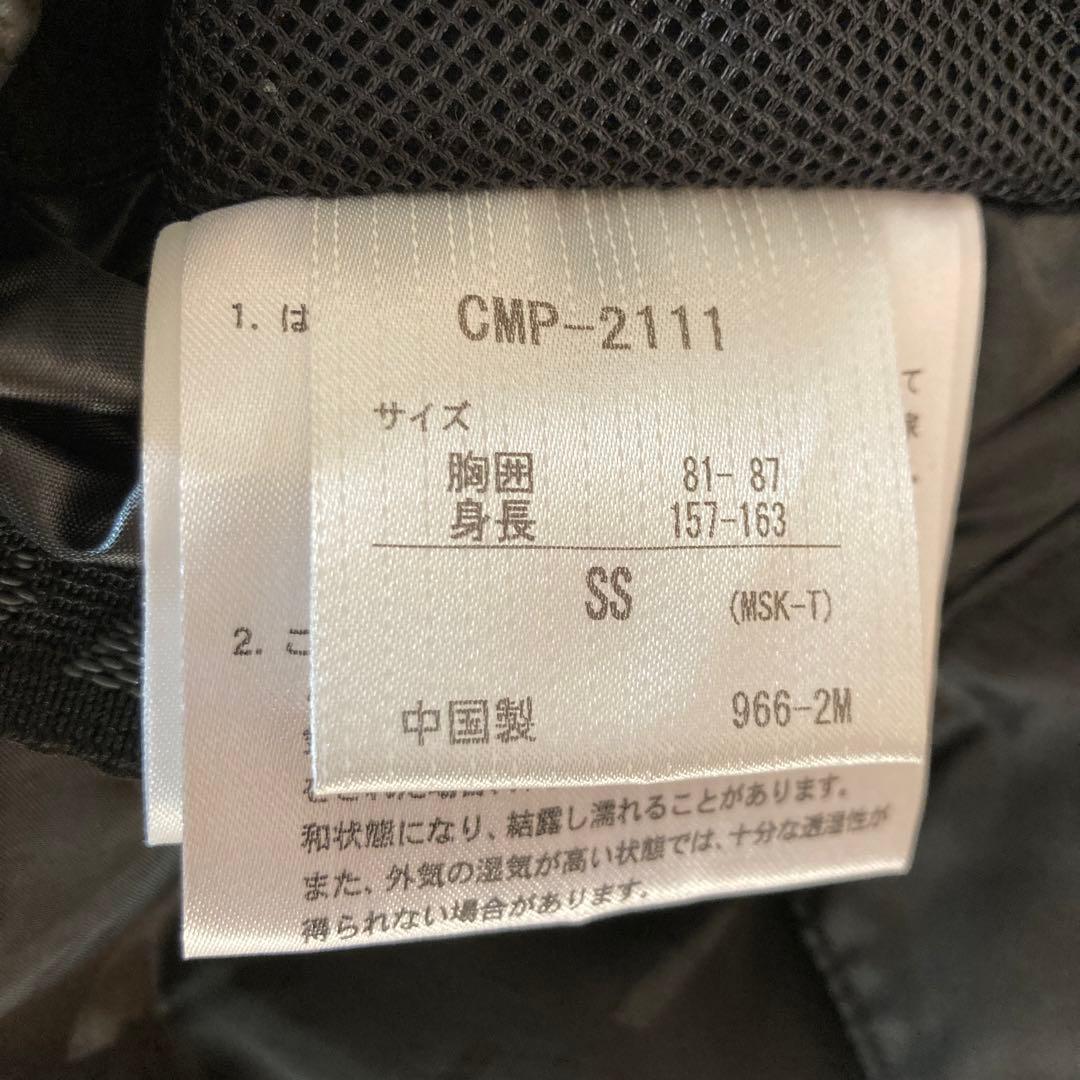 CMP-2111
サイズ
胸囲 81- 87
身長 157-163
SS (MSK-T)
中国製 966-2M
1. は
て
2. こ
和状態になり、結露し濡れることがあります。
また、外気の湿気が高い状態では、十分な透湿性が
得られない場合があります。